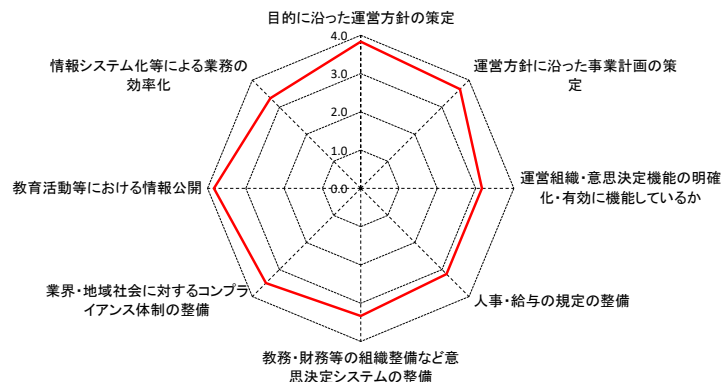 目的に沿った運営方針の策定
4.0
3.0
2.0
1.0
0.0
運営方針に沿った事業計画の策
定
運営組織・意思決定機能の明確
化・有効に機能しているか
人事・給与の規定の整備
教務・財務等の組織整備など意
思決定システムの整備
業界・地域社会に対するコンプラ
イアンス体制の整備
教育活動等における情報公開
情報システム化等による業務の
効率化